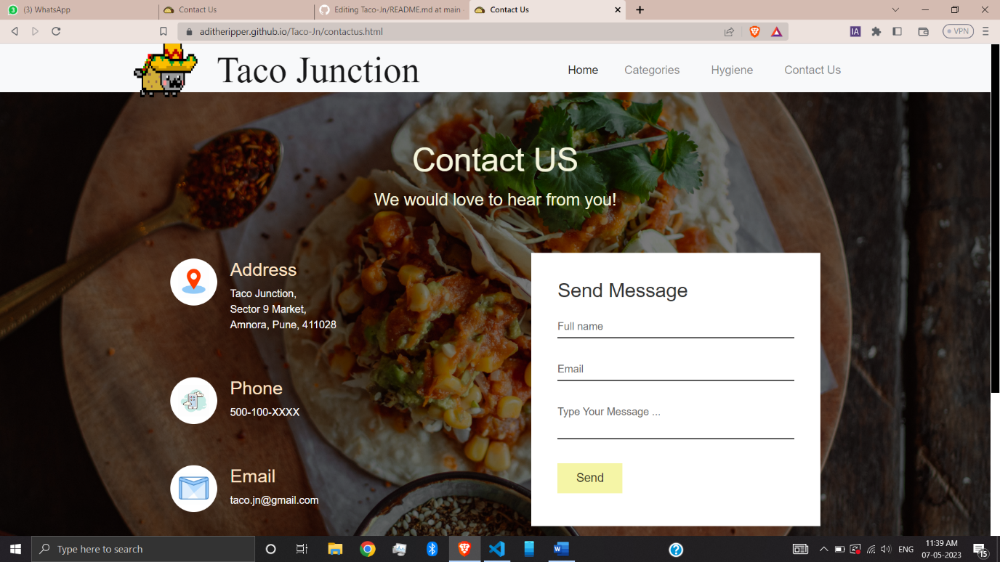 (3) WhatsApp
Contact Us
Editing Taco-Jn/README.md at main
Contact Us
aditheripper.github.io/Taco-Jn/contactus.html
IA
VPN
Taco Junction
Home
Categories
Hygiene
Contact Us
Contact US
We would love to hear from you!
Address
Taco Junction,
Sector 9 Market,
Amnora, Pune, 411028
Phone
500-100-XXXX
Email
taco.jn@gmail.com
Send Message
Full name
Email
Type Your Message ...
Send
Type here to search
ENG
11:39 AM
07-05-2023
15